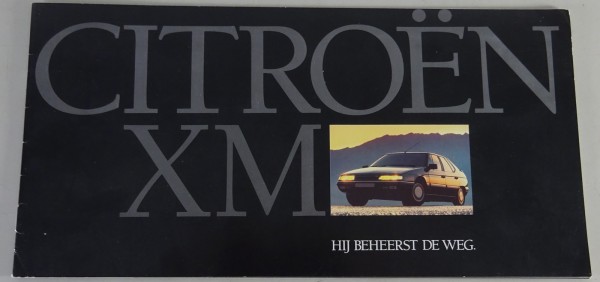 CITROËN
XM
HIJ BEHEERST DE WEG.